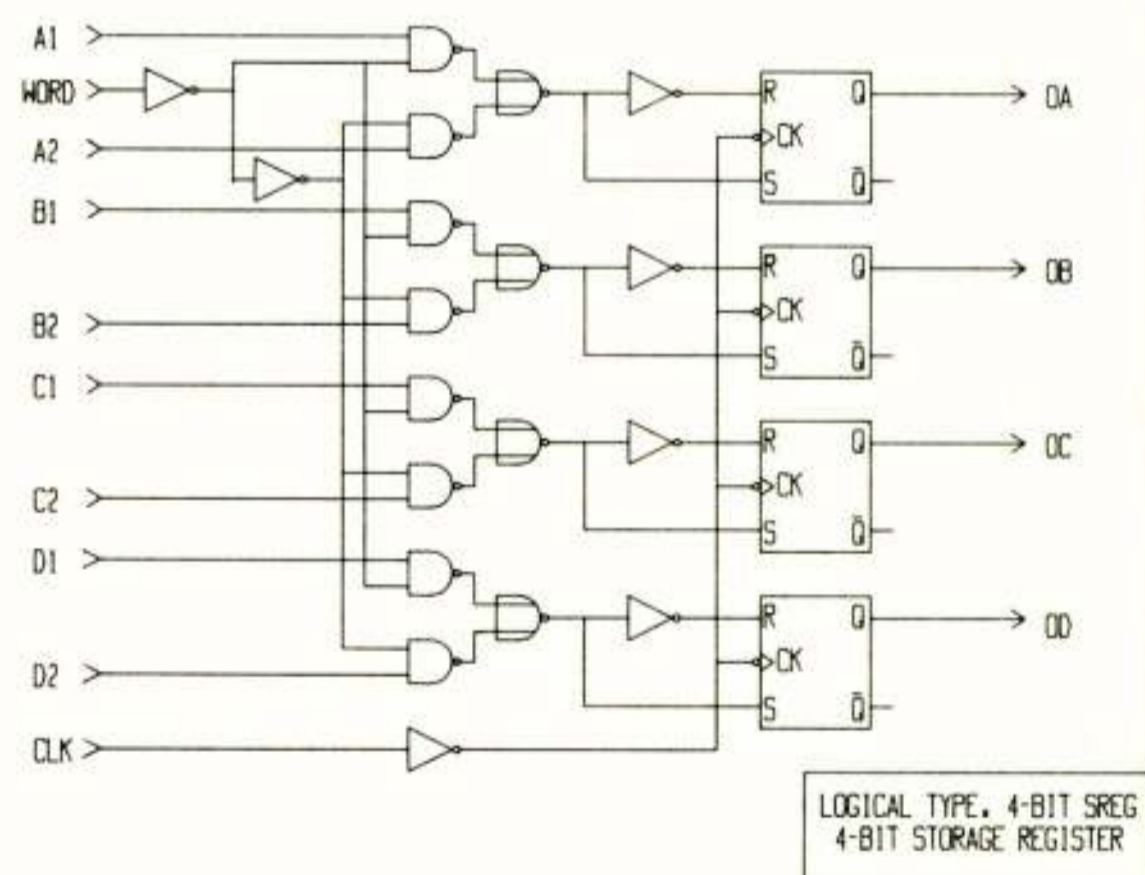 A1
WORD
A2
B1
B2
C1
C2
D1
D2
CLK
R Q
CK
S Q̅
OA
R Q
CK
S Q̅
OB
R Q
CK
S Q̅
OC
R Q
CK
S Q̅
OD
LOGICAL TYPE. 4-BIT SREG
4-BIT STORAGE REGISTER